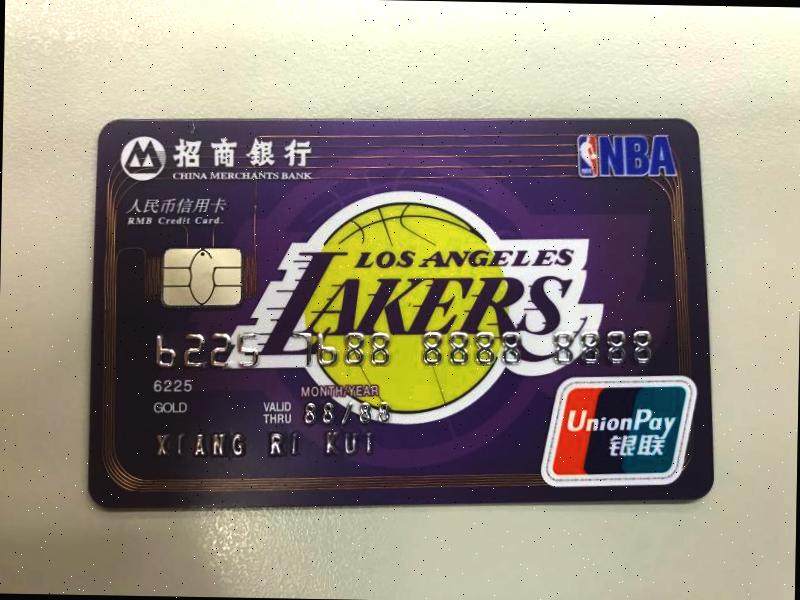 招商银行
CHINA MERCHANTS BANK
NBA
人民币信用卡
RMB Credit Card.
LOS ANGELES
LAKERS
6225 7688 8888 8888
6225
MONTH/YEAR
GOLD
VALID THRU 88/88
XIANG RI KUI
UnionPay
银联